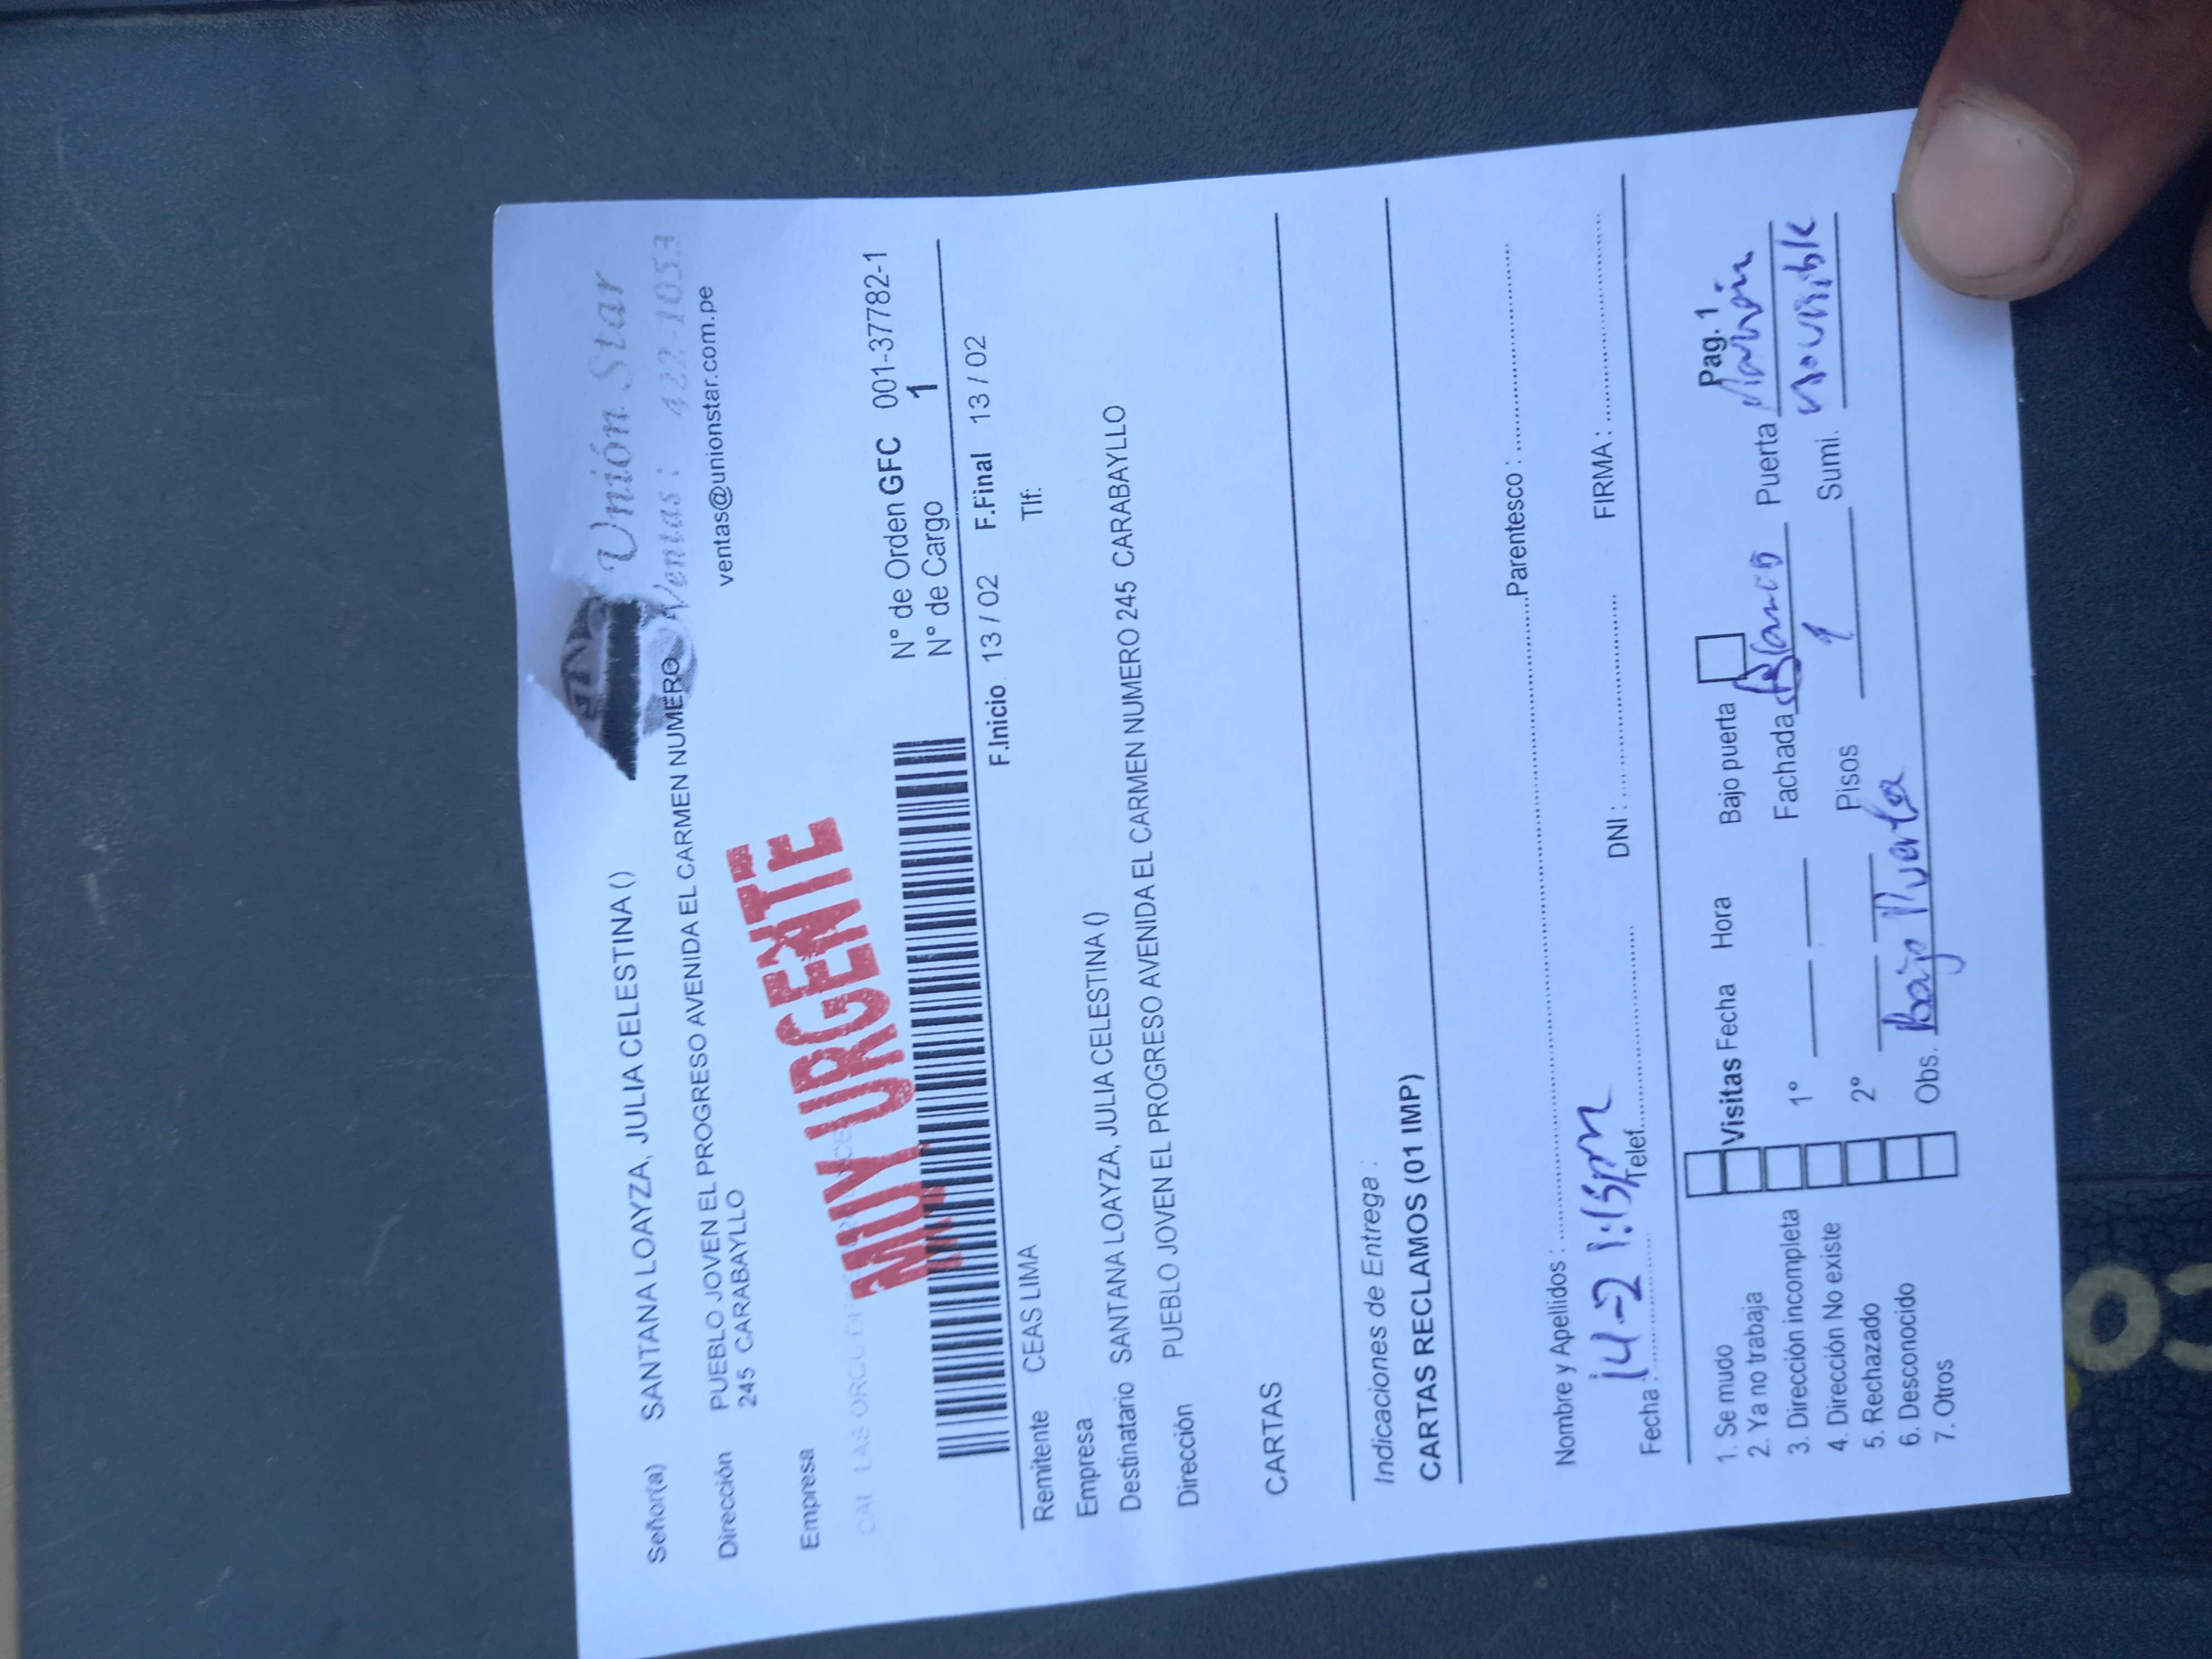 Unión Star
Ventas: 422-1053
ventas@unionstar.com.pe
Señor(a) SANTANA LOAYZA, JULIA CELESTINA ()
Dirección PUEBLO JOVEN EL PROGRESO AVENIDA EL CARMEN NUMERO
245 CARABAYLLO
Empresa
MUY URGENTE
N° de Orden GFC 001-37782-1
N° de Cargo 1
F.Inicio 13 / 02 F.Final 13 / 02
Remitente CEAS LIMA Tlf:
Empresa
Destinatario SANTANA LOAYZA, JULIA CELESTINA ()
Dirección PUEBLO JOVEN EL PROGRESO AVENIDA EL CARMEN NUMERO 245 CARABAYLLO
CARTAS
Indicaciones de Entrega :
CARTAS RECLAMOS (01 IMP)
Nombre y Apellidos : Parentesco :
Fecha : 14-2 1:15pm Telef. DNI : FIRMA :
Pag. 1
1. Se mudo Visitas Fecha Hora Bajo puerta
2. Ya no trabaja 1° Fachada Blanco Puerta Marrón
3. Dirección incompleta
4. Dirección No existe 2° Pisos 1 Sumi. no visible
5. Rechazado
6. Desconocido Obs. Bajo Puerta
7. Otros